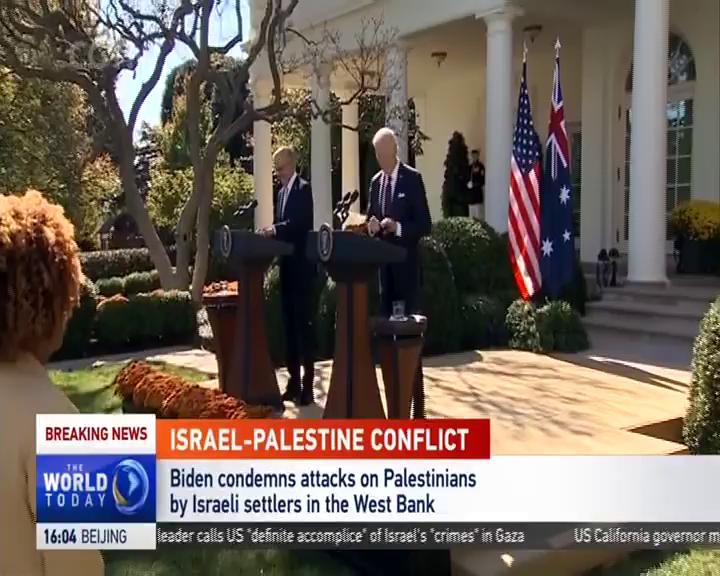 BREAKING NEWS
ISRAEL-PALESTINE CONFLICT
THE
WORLD
TODAY
Biden condemns attacks on Palestinians
by Israeli settlers in the West Bank
16:04 BEIJING
leader calls US "definite accomplice" of Israel's "crimes" in Gaza
US California governor m